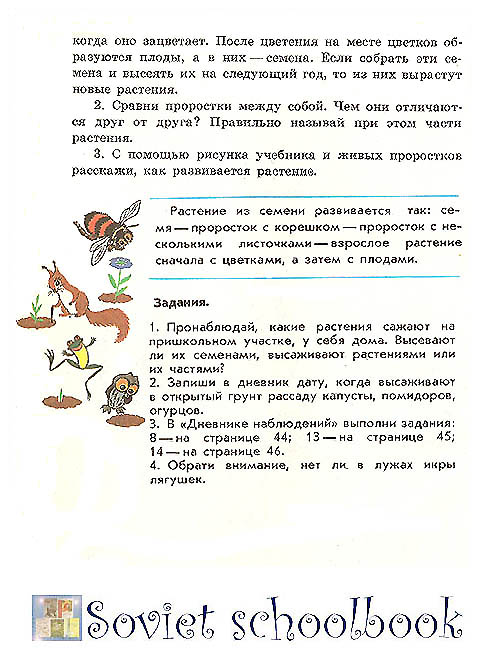 когда оно зацветает. После цветения на месте цветков об-
разуются плоды, а в них — семена. Если собрать эти се-
мена и высеять их на следующий год, то из них вырастут
новые растения.
2. Сравни проростки между собой. Чем они отличают-
ся друг от друга? Правильно называй при этом части
растения.
3. С помощью рисунка учебника и живых проростков
расскажи, как развивается растение.
Растение из семени развивается так: се-
мя — проросток с корешком — проросток с не-
сколькими листочками — взрослое растение
сначала с цветками, а затем с плодами.
Задания.
1. Пронаблюдай, какие растения сажают на
пришкольном участке, у себя дома. Высевают
ли их семенами, высаживают растениями или
их частями?
2. Запиши в дневник дату, когда высаживают
в открытый грунт рассаду капусты, помидоров,
огурцов.
3. В «Дневнике наблюдений» выполни задания:
8 — на странице 44; 13 — на странице 45;
14 — на странице 46.
4. Обрати внимание, нет ли в лужах икры
лягушек.
Soviet schoolbook